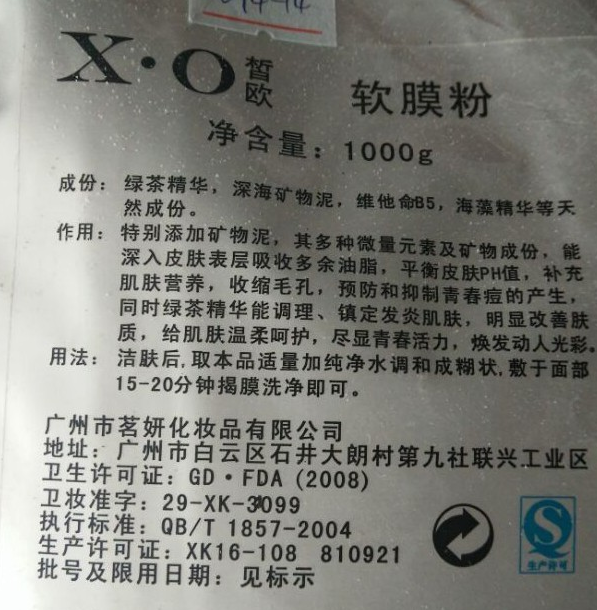 X·O 皙欧 软膜粉
净含量：1000g
成份：绿茶精华，深海矿物泥，维他命B5，海藻精华等天
然成份。
作用：特别添加矿物泥，其多种微量元素及矿物成份，能
深入皮肤表层吸收多余油脂，平衡皮肤PH值，补充
肌肤营养，收缩毛孔，预防和抑制青春痘的产生，
同时绿茶精华能调理、镇定发炎肌肤，明显改善肤
质，给肌肤温柔呵护，尽显青春活力，焕发动人光彩。
用法：洁肤后,取本品适量加纯净水调和成糊状,敷于面部
15-20分钟揭膜洗净即可。
广州市茗妍化妆品有限公司
地址：广州市白云区石井大朗村第九社联兴工业区
卫生许可证：GD·FDA (2008)
卫妆准字：29-XK-3099
执行标准：QB/T 1857-2004
生产许可证：XK16-108 810921
批号及限用日期：见标示
生产许可